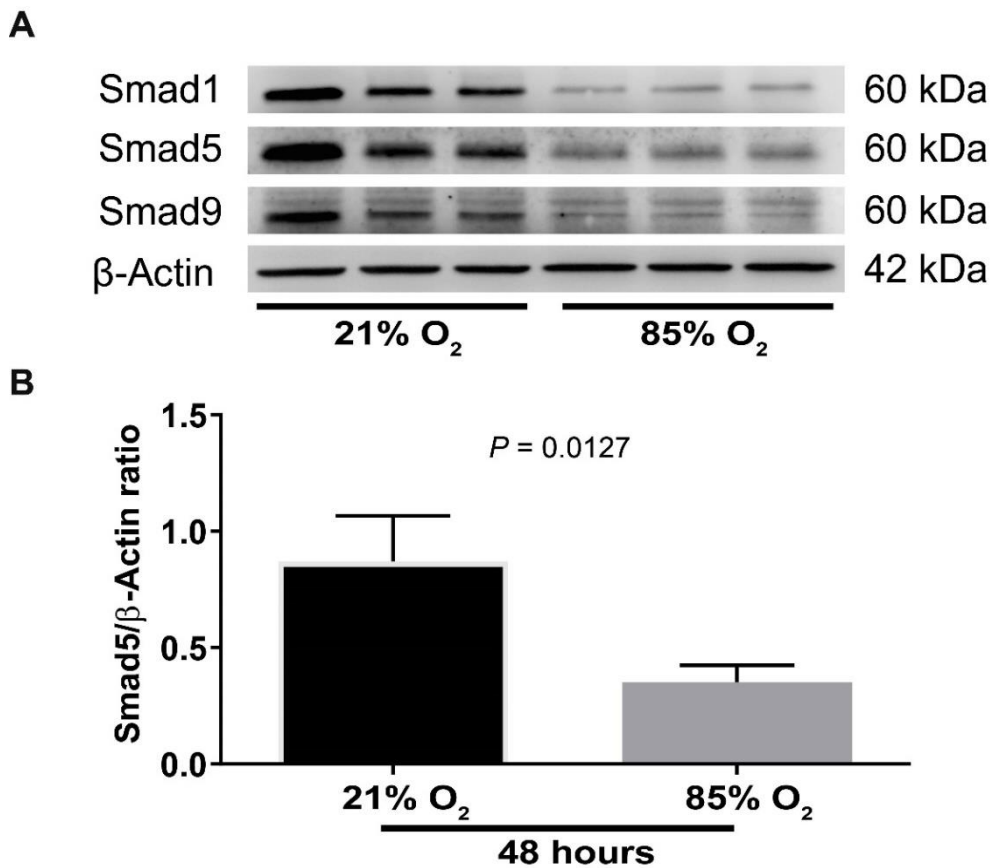 A
Smad1 60 kDa
Smad5 60 kDa
Smad9 60 kDa
β-Actin 42 kDa
21% O₂ 85% O₂
B
Smad5/β-Actin ratio
1.5
1.0
0.5
0.0
P = 0.0127
21% O₂ 85% O₂
48 hours